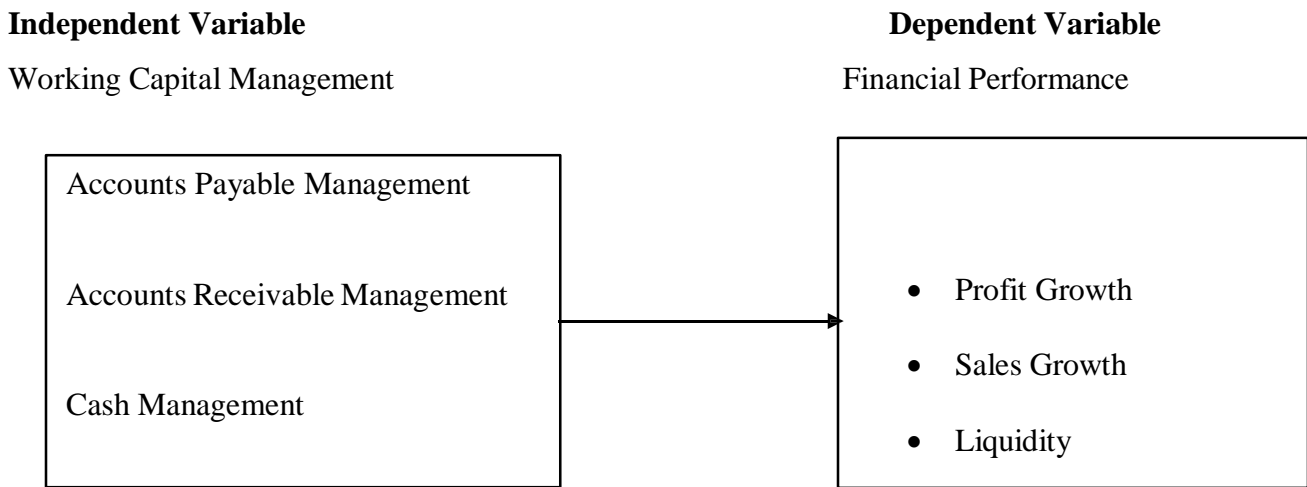 Independent Variable
Dependent Variable
Working Capital Management
Financial Performance
Accounts Payable Management
Accounts Receivable Management
Cash Management
• Profit Growth
• Sales Growth
• Liquidity